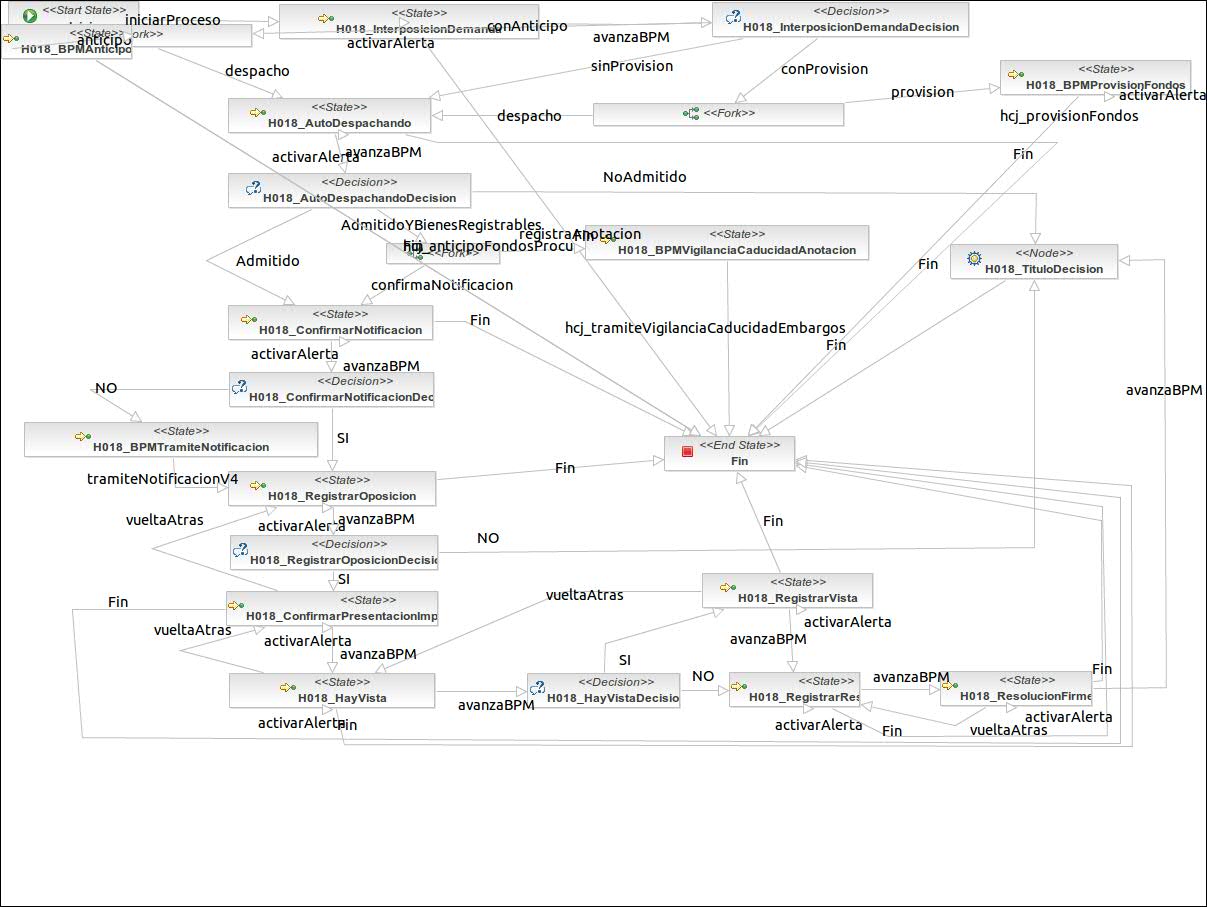 <<Start State>>
iniciarProceso
<<State>>
H018_InterposicionDemanda
conAnticipo
<<Decision>>
H018_InterposicionDemandaDecision
<<State>>
H018_BPMAnticipo
anticipo
activarAlerta
avanzaBPM
despacho
sinProvision
conProvision
<<State>>
H018_BPMProvisionFondos
activarAlerta
provision
<<State>>
H018_AutoDespachando
despacho
<<Fork>>
hcj_provisionFondos
activarAlerta
avanzaBPM
Fin
<<Decision>>
H018_AutoDespachandoDecision
NoAdmitido
AdmitidoYBienesRegistrables
registrarAnotacion
<<State>>
H018_BPMVigilanciaCaducidadAnotacion
hcj_anticipoFondosProcu
Fin
<<Fork>>
<<Node>>
H018_TituloDecision
Admitido
Fin
confirmaNotificacion
<<State>>
H018_ConfirmarNotificacion
Fin
hcj_tramiteVigilanciaCaducidadEmbargos
Fin
activarAlerta
avanzaBPM
<<Decision>>
H018_ConfirmarNotificacionDec
NO
avanzaBPM
<<State>>
H018_BPMTramiteNotificacion
SI
<<End State>>
Fin
tramiteNotificacionV4
<<State>>
H018_RegistrarOposicion
Fin
vueltaAtras
activarAlerta
avanzaBPM
Fin
<<Decision>>
H018_RegistrarOposicionDecisio
NO
SI
<<State>>
H018_RegistrarVista
Fin
<<State>>
H018_ConfirmarPresentacionImp
vueltaAtras
activarAlerta
vueltaAtras
activarAlerta
avanzaBPM
avanzaBPM
SI
<<State>>
H018_HayVista
avanzaBPM
<<Decision>>
H018_HayVistaDecisio
NO
<<State>>
H018_RegistrarRes
avanzaBPM
<<State>>
H018_ResolucionFirme
Fin
activarAlerta
Fin
activarAlerta
Fin
vueltaAtras
activarAlerta